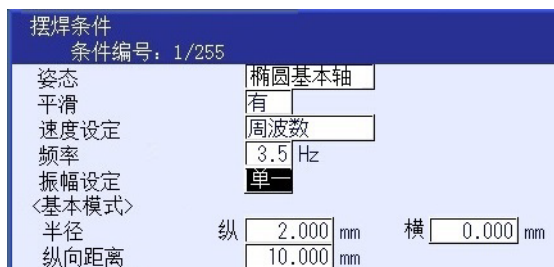 摆焊条件
条件编号: 1/255
姿态 椭圆基本轴
平滑 有
速度设定 周波数
频率 3.5 Hz
振幅设定 单一
<基本模式>
半径 纵 2.000 mm 横 0.000 mm
纵向距离 10.000 mm